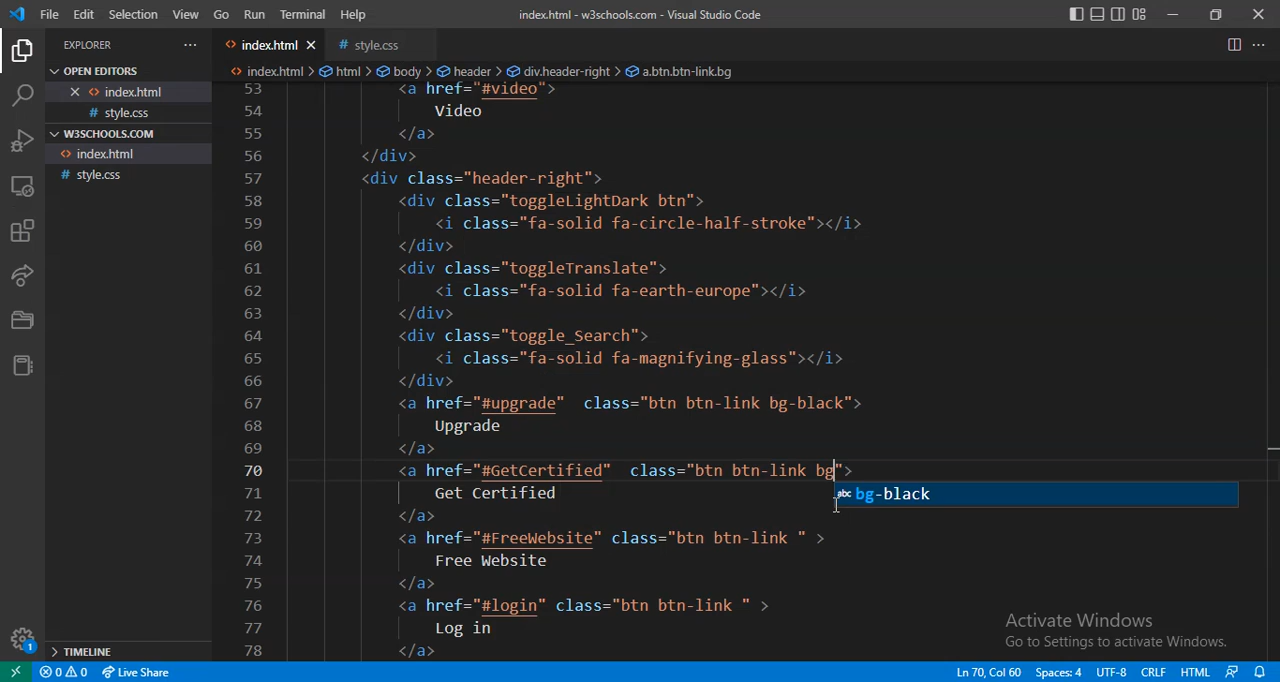 File Edit Selection View Go Run Terminal Help index.html - w3schools.com - Visual Studio Code
EXPLORER ··· <> index.html × # style.css ···
OPEN EDITORS
<> index.html > html > body > header > div.header-right > a.btn.btn-link.bg
× <> index.html
# style.css
W3SCHOOLS.COM
<> index.html
# style.css
53 <a href="#video">
54 Video
55 </a>
56 </div>
57 <div class="header-right">
58 <div class="toggleLightDark btn">
59 <i class="fa-solid fa-circle-half-stroke"></i>
60 </div>
61 <div class="toggleTranslate">
62 <i class="fa-solid fa-earth-europe"></i>
63 </div>
64 <div class="toggle_Search">
65 <i class="fa-solid fa-magnifying-glass"></i>
66 </div>
67 <a href="#upgrade"  class="btn btn-link bg-black">
68 Upgrade
69 </a>
70 <a href="#GetCertified"  class="btn btn-link bg">
71 Get Certified
abc bg-black
72 </a>
73 <a href="#FreeWebsite" class="btn btn-link " >
74 Free Website
75 </a>
76 <a href="#login" class="btn btn-link " >
77 Log in
78 </a>
Activate Windows
Go to Settings to activate Windows.
1
TIMELINE
0 0 Live Share Ln 70, Col 60 Spaces: 4 UTF-8 CRLF HTML